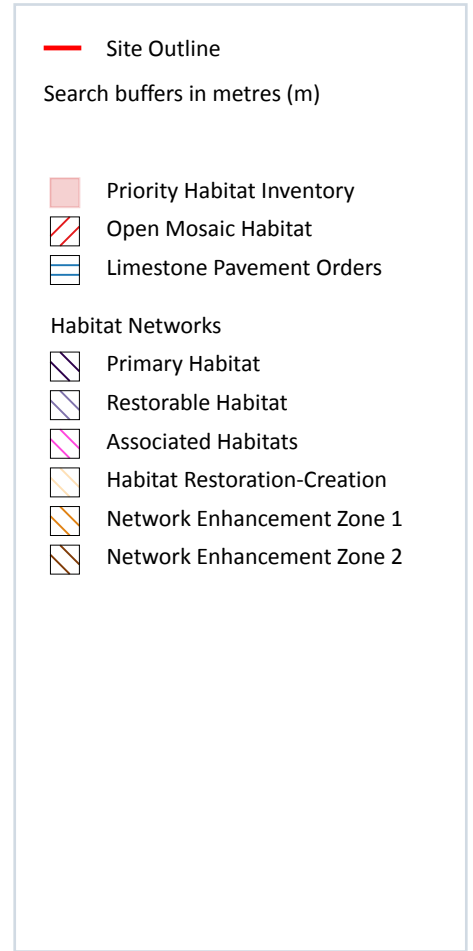 Site Outline
Search buffers in metres (m)
Priority Habitat Inventory
Open Mosaic Habitat
Limestone Pavement Orders
Habitat Networks
Primary Habitat
Restorable Habitat
Associated Habitats
Habitat Restoration-Creation
Network Enhancement Zone 1
Network Enhancement Zone 2